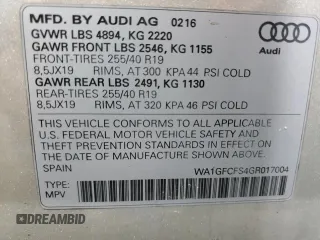 MFD. BY AUDI AG 0216
GVWR LBS 4894, KG 2220
GAWR FRONT LBS 2546, KG 1155
FRONT-TIRES 255/40 R19
8,5JX19 RIMS, AT 300 KPA 44 PSI COLD
GAWR REAR LBS 2491, KG 1130
REAR-TIRES 255/40 R19
8,5JX19 RIMS, AT 320 KPA 46 PSI COLD
Audi
THIS VEHICLE CONFORMS TO ALL APPLICABLE
U.S. FEDERAL MOTOR VEHICLE SAFETY BUMPER AND
THEFT PREVENTION STANDARDS IN EFFECT ON THE
DATE OF MANUFACTURE SHOWN ABOVE.
SPAIN WA1GFCFS4GR017004
TYPE:
MPV
DREAMBID